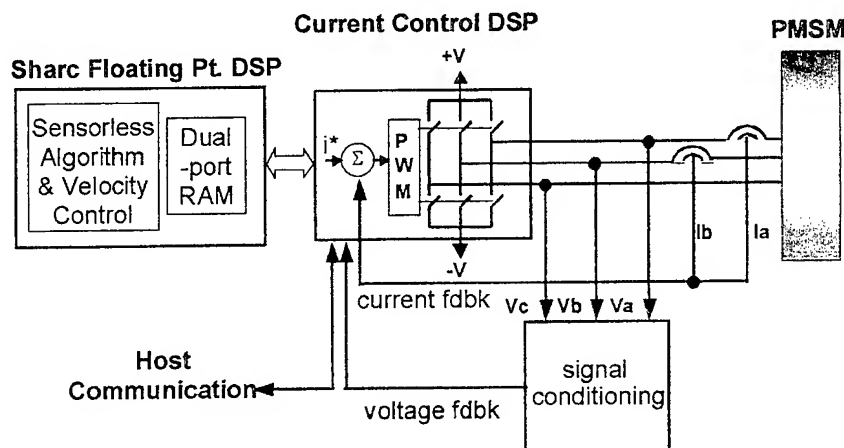 Current Control DSP
PMSM
Sharc Floating Pt. DSP
+V
Sensorless
Algorithm
& Velocity
Control
Dual
-port
RAM
i*
Σ
P
W
M
-V
Ib
Ia
current fdbk
Vc
Vb
Va
Host
Communication
signal
conditioning
voltage fdbk